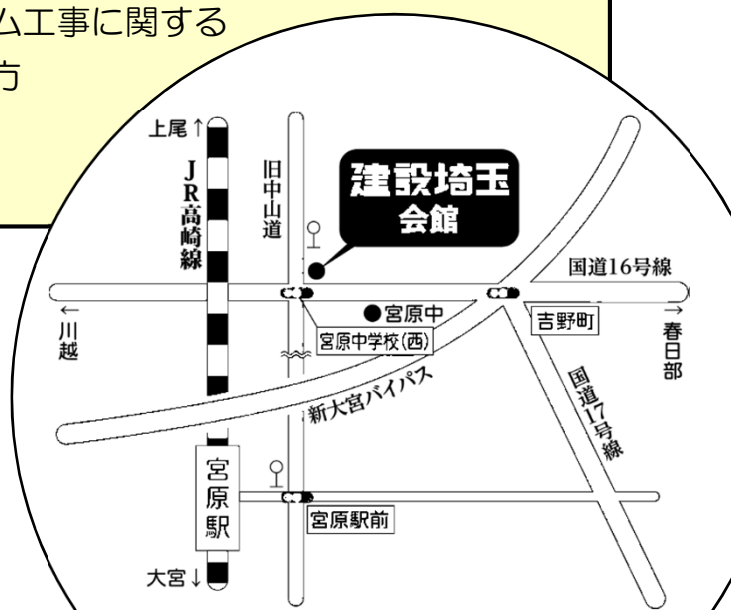 ム工事に関する
方
上尾↑
JR高崎線
旧中山道
建設埼玉
会館
国道16号線
←
川越
宮原中
宮原中学校(西)
吉野町
→
春日部
新大宮バイパス
国道17号線
宮原駅
宮原駅前
大宮↓